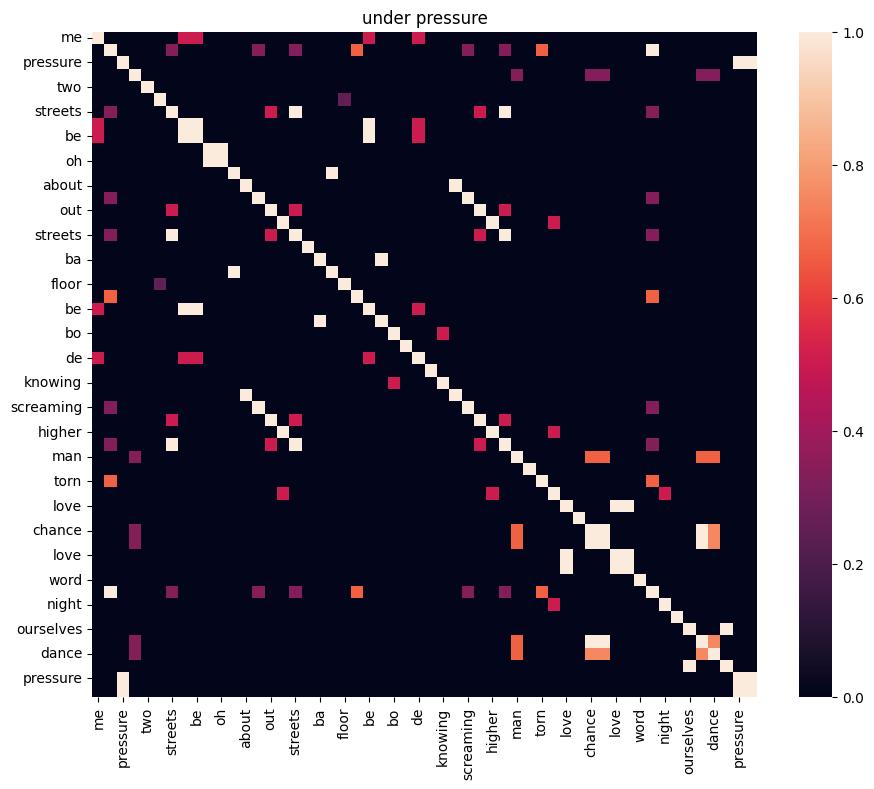 under pressure
me
pressure
two
streets
be
oh
about
out
streets
ba
floor
be
bo
de
knowing
screaming
higher
man
torn
love
chance
love
word
night
ourselves
dance
pressure
1.0
0.8
0.6
0.4
0.2
0.0
me
pressure
two
streets
be
oh
about
out
streets
ba
floor
be
bo
de
knowing
screaming
higher
man
torn
love
chance
love
word
night
ourselves
dance
pressure